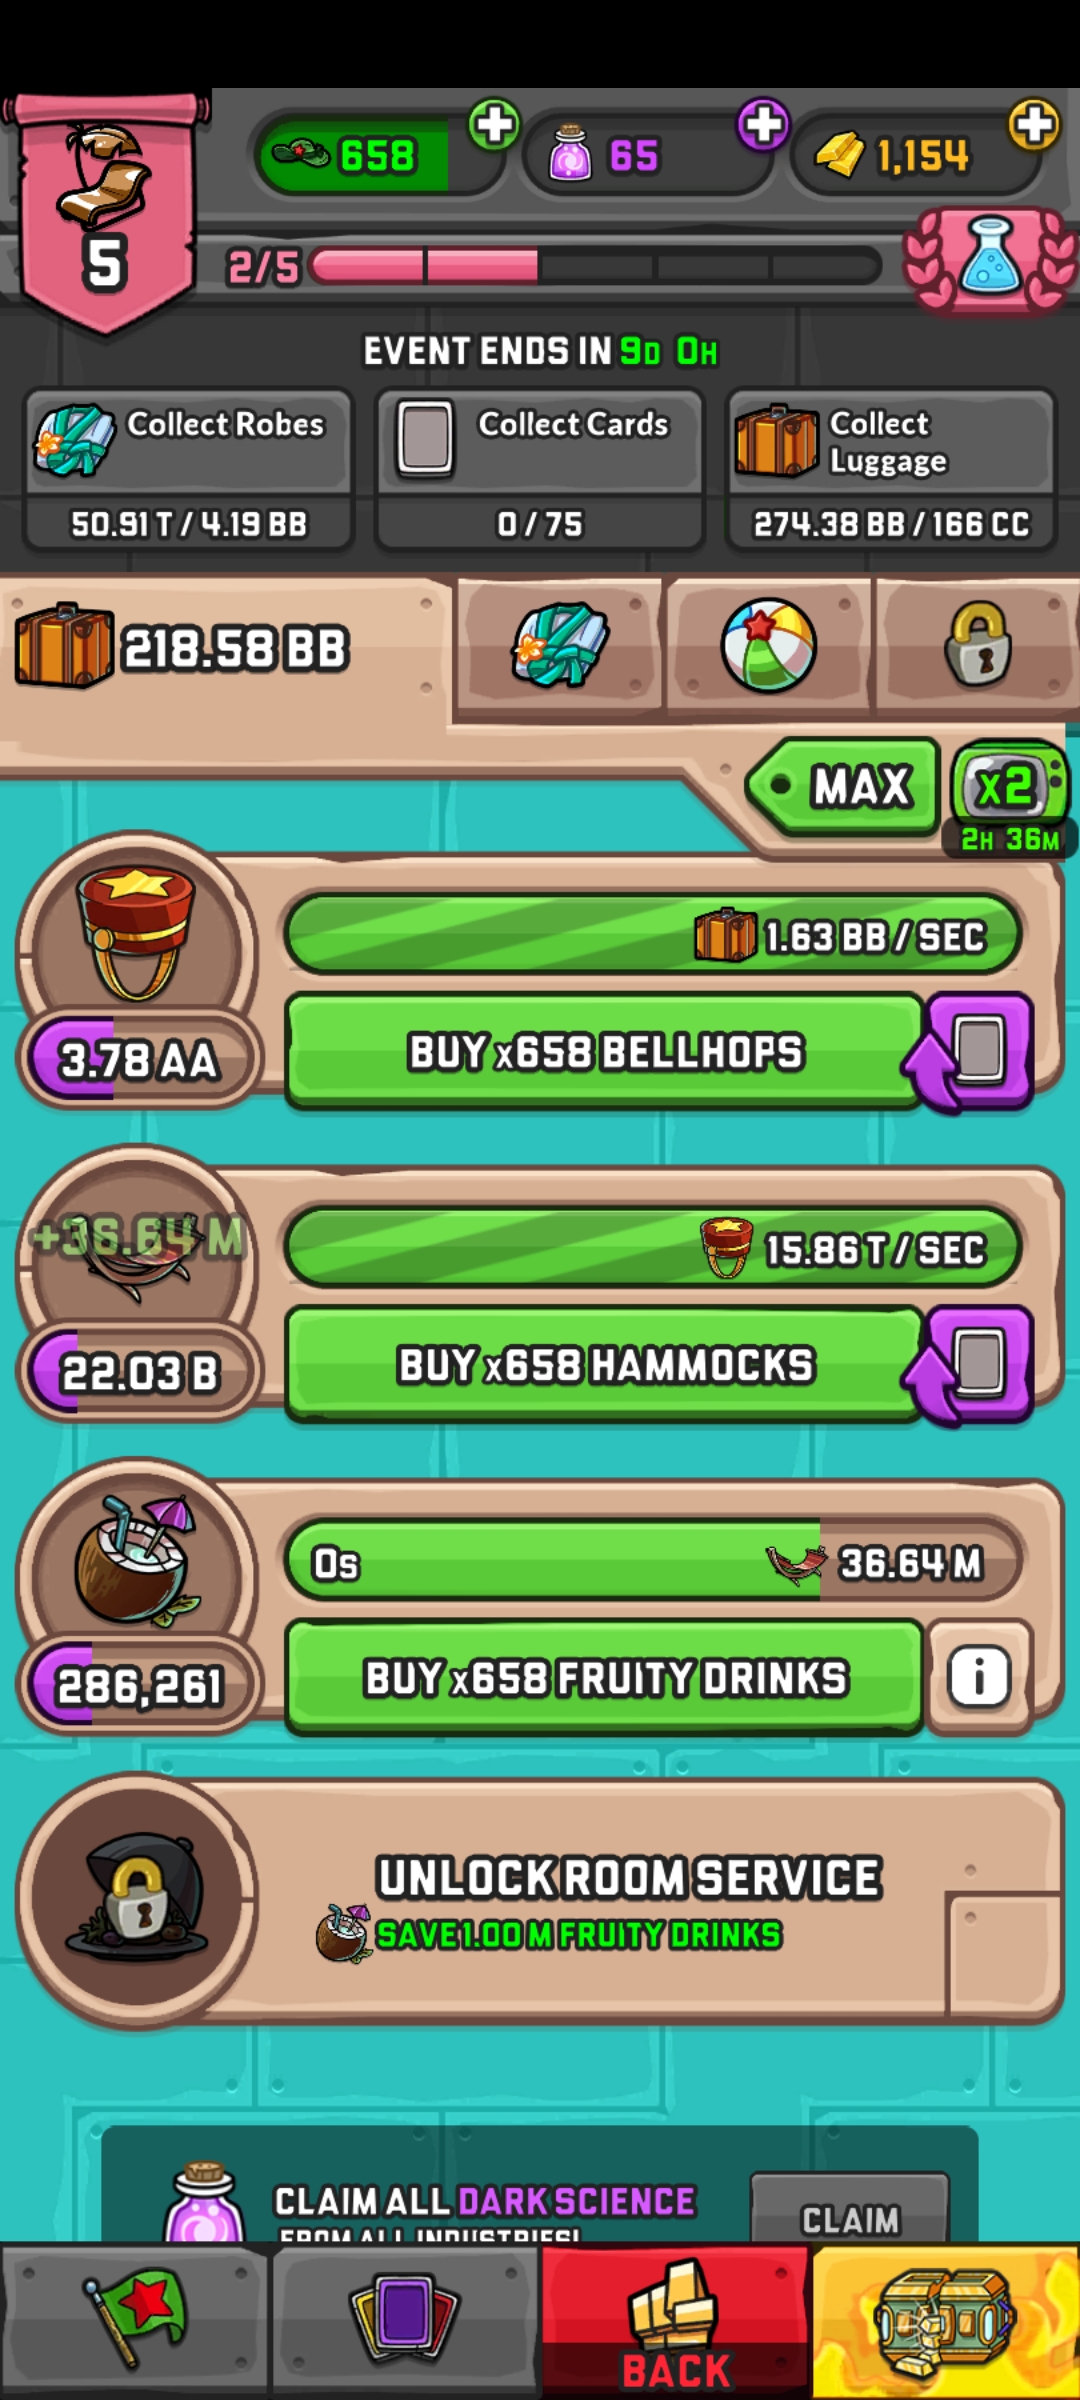 658
65
1,154
5
2/5
EVENT ENDS IN 9D 0H
Collect Robes
50.91 T / 4.19 BB
Collect Cards
0 / 75
Collect
Luggage
274.38 BB / 166 CC
218.58 BB
MAX
x2
2H 36M
1.63 BB / SEC
3.78 AA
BUY x658 BELLHOPS
+36.64 M
15.86 T / SEC
22.03 B
BUY x658 HAMMOCKS
0s
36.64 M
286,261
BUY x658 FRUITY DRINKS
i
UNLOCK ROOM SERVICE
SAVE 1.00 M FRUITY DRINKS
CLAIM ALL DARK SCIENCE
FROM ALL INDUSTRIES!
CLAIM
BACK